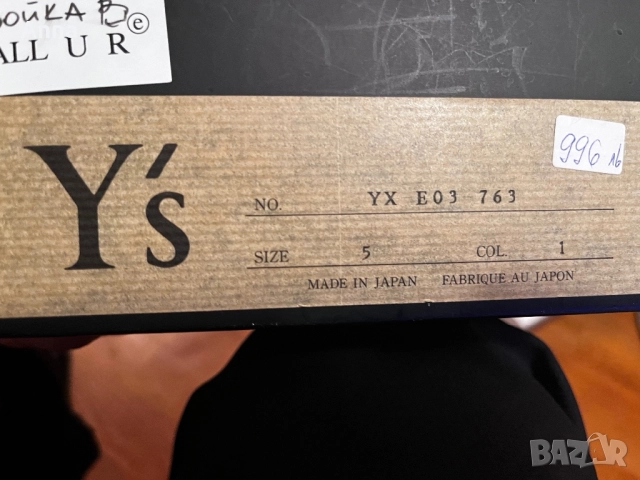 ⓔ
ALL U R
Y's
996 лв
NO. YX E03 763
SIZE 5 COL. 1
MADE IN JAPAN FABRIQUE AU JAPON
BAZAR